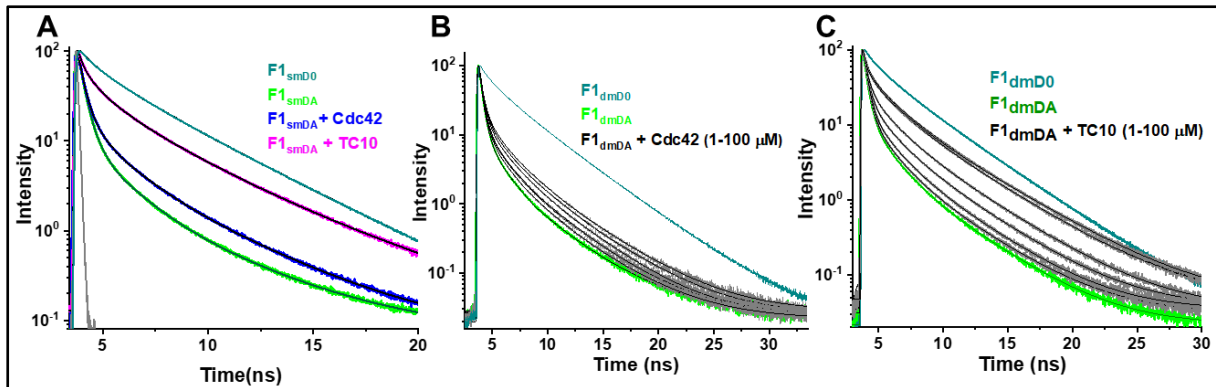 A
Intensity
10²
10¹
10⁰
10⁻¹
F1smD0
F1smDA
F1smDA + Cdc42
F1smDA + TC10
5 10 15 20
Time(ns)
B
Intensity
10²
10¹
10⁰
10⁻¹
F1dmD0
F1dmDA
F1dmDA + Cdc42 (1-100 μM)
5 10 15 20 25 30
Time (ns)
C
Intensity
10²
10¹
10⁰
10⁻¹
F1dmD0
F1dmDA
F1dmDA + TC10 (1-100 μM)
5 10 15 20 25 30
Time (ns)